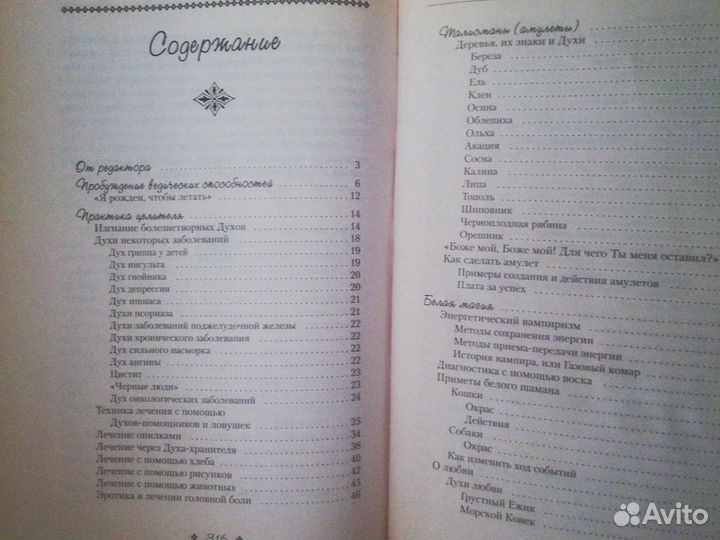 Содержание
От редактора 3
Пробуждение ведических способностей 6
«Я рожден, чтобы летать» 12
Практика целителя 14
Изгнание болезнетворных Духов 14
Духи некоторых заболеваний 18
Дух гриппа у детей 19
Дух инсульта 19
Дух гнойника 20
Дух депрессии 20
Дух ишиаса 21
Духи псориаза 21
Духи заболеваний поджелудочной железы 22
Духи хронического заболевания 22
Дух сильного насморка 22
Дух ангины 22
Цистит 23
«Черные люди» 23
Дух онкологических заболеваний 24
Техника лечения с помощью
Духов-помощников и ловушек 25
Лечение опилками 34
Лечение через Духа-хранителя 38
Лечение с помощью хлеба 40
Лечение с помощью рисунков 42
Лечение с помощью животных 45
Эротика в лечении головной боли 46
316
Талисманы (амулеты)
Деревья, их знаки и Духи
Береза
Дуб
Ель
Клен
Осина
Облепиха
Ольха
Акация
Сосна
Калина
Липа
Тополь
Шиповник
Черноплодная рябина
Орешник
«Боже мой, Боже мой! Для чего Ты меня оставил?»
Как сделать амулет
Примеры создания и действия амулетов
Плата за успех
Белая магия
Энергетический вампиризм
Методы сохранения энергии
Методы приема-передачи энергии
История вампира, или Газовый комар
Диагностика с помощью воска
Приметы белого шамана
Кошки
Окрас
Действия
Собаки
Окрас
Как изменить ход событий
О любви
Духи любви
Грустный Ежик
Морской Конек
Avito